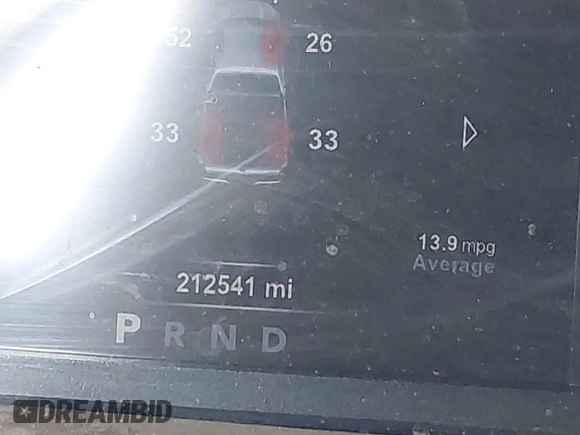 52 26
33 33
13.9 mpg
Average
212541 mi
P R N D
DREAMBID